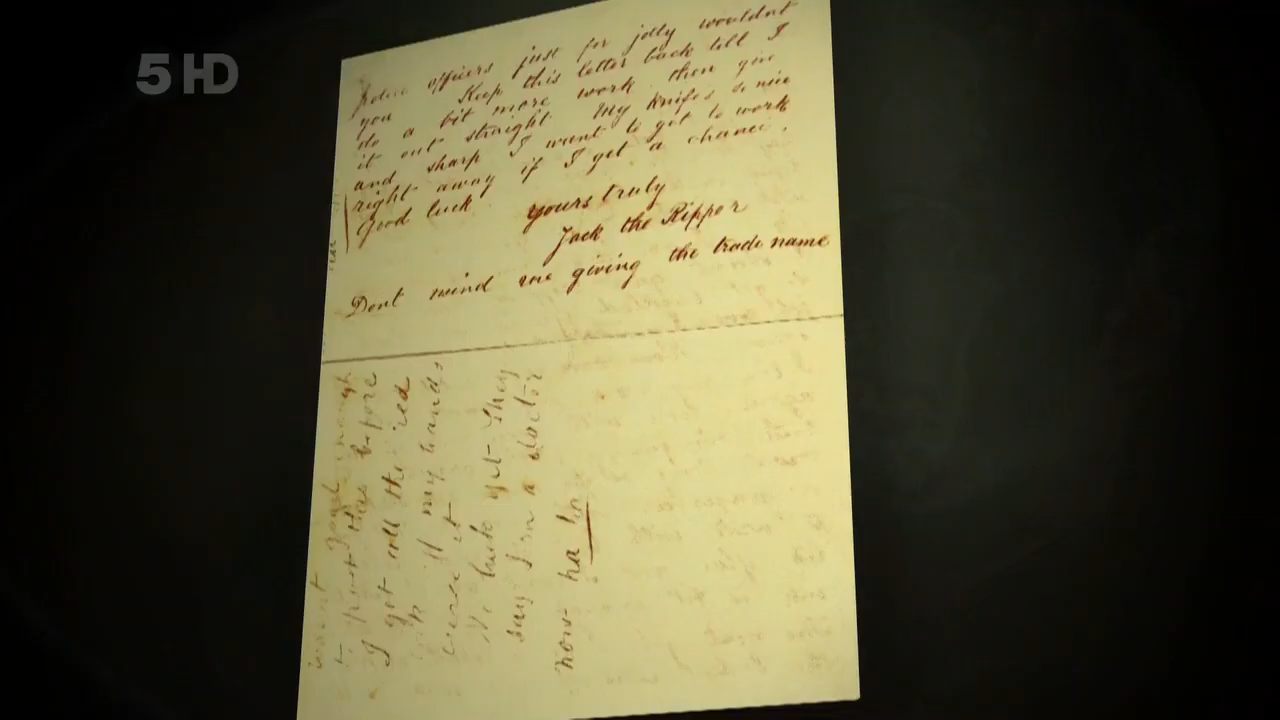 5 HD
Police officers just for jolly wouldnt
you Keep this letter back till I
do a bit more work then give
it out straight My knife's so nice
and sharp I want to get to work
right away if I get a chance.
Good luck
yours truly
Jack the Ripper
Dont mind me giving the trade name
wasnt good enough
to post this before
I got all the red
ink off my hands
curse it
No luck yet They
say I'm a doctor
now ha ha